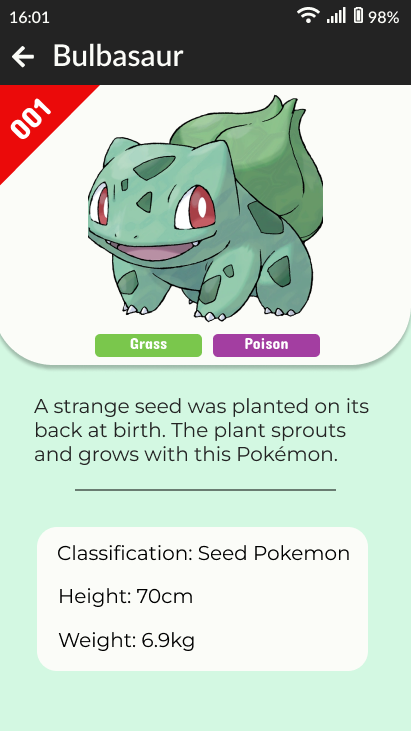 16:01
98%
Bulbasaur
001
Grass
Poison
A strange seed was planted on its
back at birth. The plant sprouts
and grows with this Pokémon.
Classification: Seed Pokemon
Height: 70cm
Weight: 6.9kg